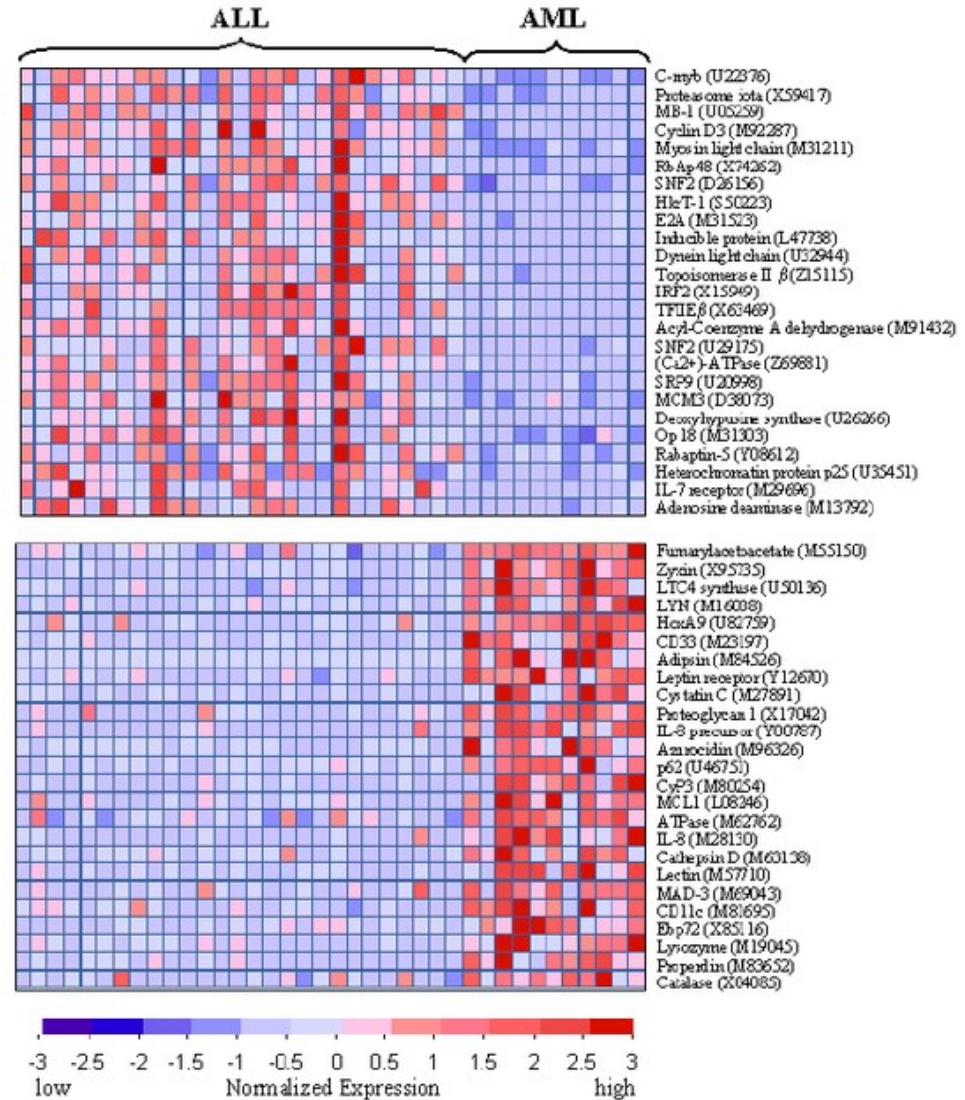 ALL AML
C-myb (U22376)
Proteasome iota (X59417)
MB-1 (U05259)
Cyclin D3 (M92287)
Myosin light chain (M31211)
RbAp48 (X74262)
SNF2 (D26156)
HkrT-1 (S50223)
E2A (M31523)
Inducible protein (L47738)
Dynein light chain (U32944)
Topoisomerase II β (Z15115)
IRF2 (X15949)
TFIIEβ (X63469)
Acyl-Coenzyme A dehydrogenase (M91432)
SNF2 (U29175)
(Ca2+)-ATPase (Z69881)
SRP9 (U20998)
MCM3 (D38073)
Deoxyhypusine synthase (U26266)
Op 18 (M31303)
Rabaptin-5 (Y08612)
Heterochromatin protein p25 (U35451)
IL-7 receptor (M29696)
Adenosine deaminase (M13792)
Fumarylacetoacetate (M55150)
Zyxin (X95735)
LTC4 synthase (U50136)
LYN (M16038)
HoxA9 (U82759)
CD33 (M23197)
Adipsin (M84526)
Leptin receptor (Y12670)
Cystatin C (M27891)
Proteoglycan 1 (X17042)
IL-8 precursor (Y00787)
Azurocidin (M96326)
p62 (U46751)
CyP3 (M80254)
MCL1 (L08246)
ATPase (M62762)
IL-8 (M28130)
Cathepsin D (M63138)
Lectin (M57710)
MAD-3 (M69043)
CD11c (M81695)
Ebp72 (X85116)
Lysozyme (M19045)
Properdin (M83652)
Catalase (X04085)
-3 -2.5 -2 -1.5 -1 -0.5 0 0.5 1 1.5 2 2.5 3
low Normalized Expression high